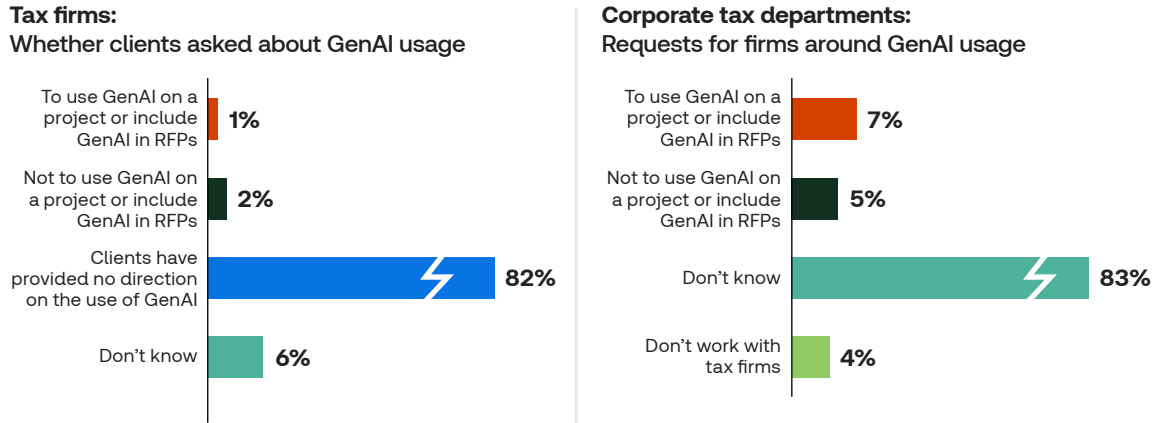 Tax firms:
Whether clients asked about GenAI usage
To use GenAI on a
project or include
GenAI in RFPs
1%
Not to use GenAI on
a project or include
GenAI in RFPs
2%
Clients have
provided no direction
on the use of GenAI
82%
Don’t know
6%
Corporate tax departments:
Requests for firms around GenAI usage
To use GenAI on a
project or include
GenAI in RFPs
7%
Not to use GenAI on
a project or include
GenAI in RFPs
5%
Don’t know
83%
Don’t work with
tax firms
4%